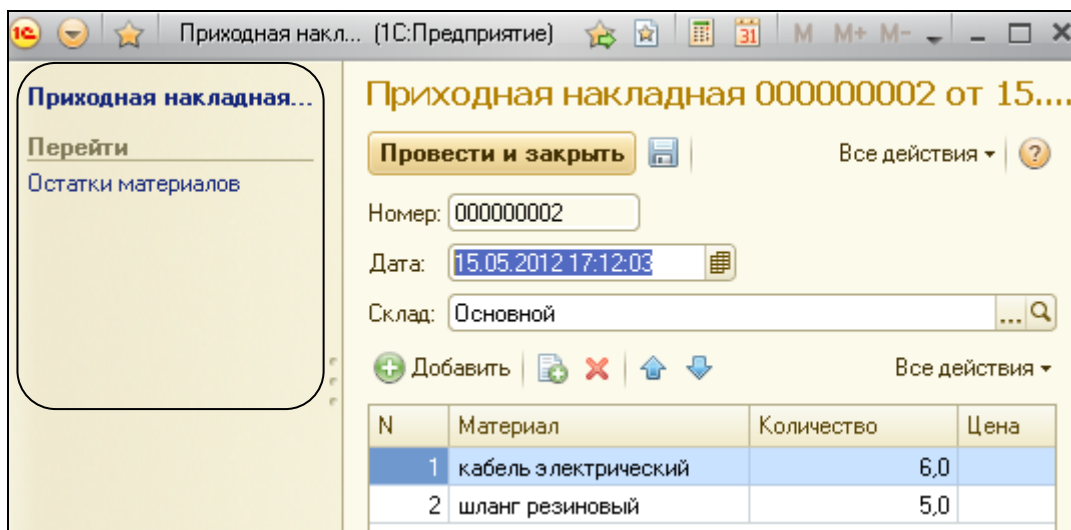 1С Приходная накл... (1С:Предприятие) 31 M M+ M-
Приходная накладная...
Перейти
Остатки материалов
Приходная накладная 000000002 от 15....
Провести и закрыть Все действия ?
Номер: 000000002
Дата: 15.05.2012 17:12:03
Склад: Основной ...
Добавить Все действия
N Материал Количество Цена
1 кабель электрический 6,0
2 шланг резиновый 5,0